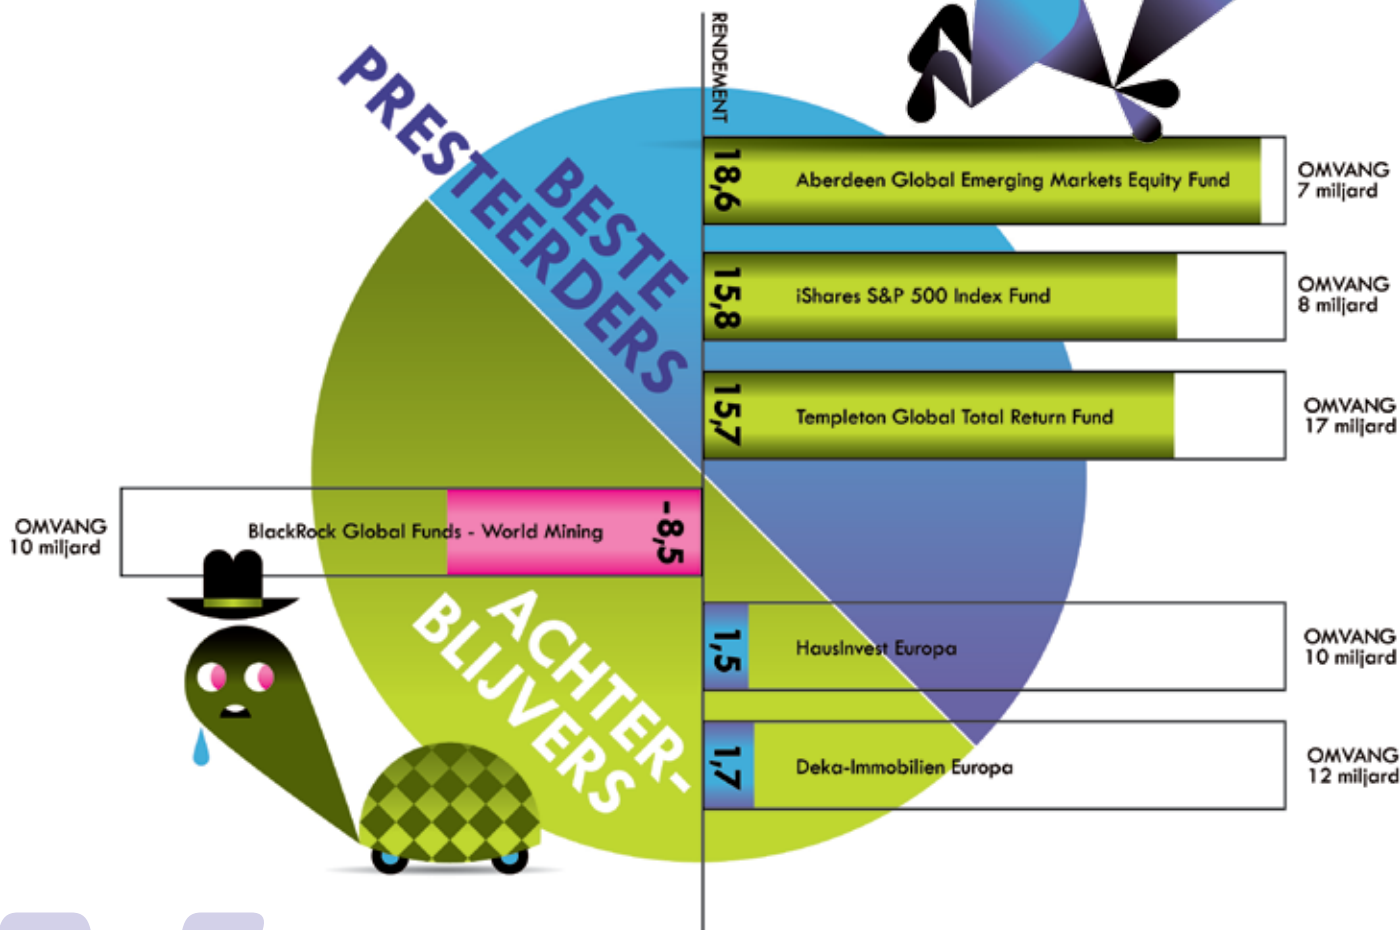 RENDEMENT
BESTE
PRESTEERDERS
18,6
Aberdeen Global Emerging Markets Equity Fund
OMVANG
7 miljard
15,8
iShares S&P 500 Index Fund
OMVANG
8 miljard
15,7
Templeton Global Total Return Fund
OMVANG
17 miljard
OMVANG
10 miljard
BlackRock Global Funds - World Mining
-8,5
ACHTER-
BLIJVERS
1,5
HausInvest Europa
OMVANG
10 miljard
1,7
Deka-Immobilien Europa
OMVANG
12 miljard